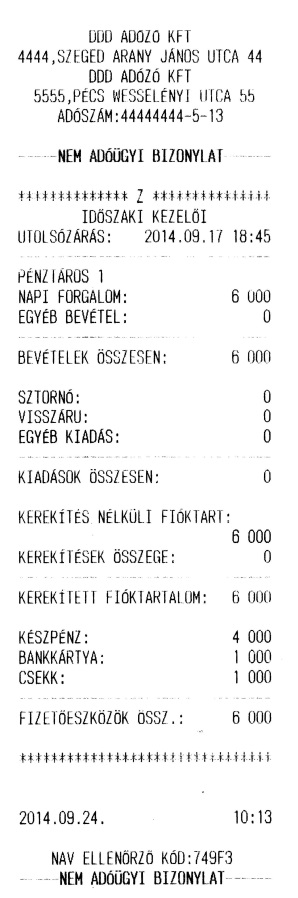 DDD ADÓZÓ KFT
4444,SZEGED ARANY JÁNOS UTCA 44
DDD ADÓZÓ KFT
5555,PÉCS WESSELÉNYI UTCA 55
ADÓSZÁM:44444444-5-13
------NEM ADÓÜGYI BIZONYLAT------
************** Z ***************
IDŐSZAKI KEZELŐI
UTOLSÓZÁRÁS: 2014.09.17 18:45
PÉNZTÁROS 1
NAPI FORGALOM: 6 000
EGYÉB BEVÉTEL: 0
BEVÉTELEK ÖSSZESEN: 6 000
SZTORNÓ: 0
VISSZÁRU: 0
EGYÉB KIADÁS: 0
KIADÁSOK ÖSSZESEN: 0
KEREKÍTÉS NÉLKÜLI FIÓKTART:
6 000
KEREKÍTÉSEK ÖSSZEGE: 0
KEREKÍTETT FIÓKTARTALOM: 6 000
KÉSZPÉNZ: 4 000
BANKKÁRTYA: 1 000
CSEKK: 1 000
FIZETŐESZKÖZÖK ÖSSZ.: 6 000
********************************
2014.09.24. 10:13
NAV ELLENŐRZŐ KÓD:749F3
------NEM ADÓÜGYI BIZONYLAT------